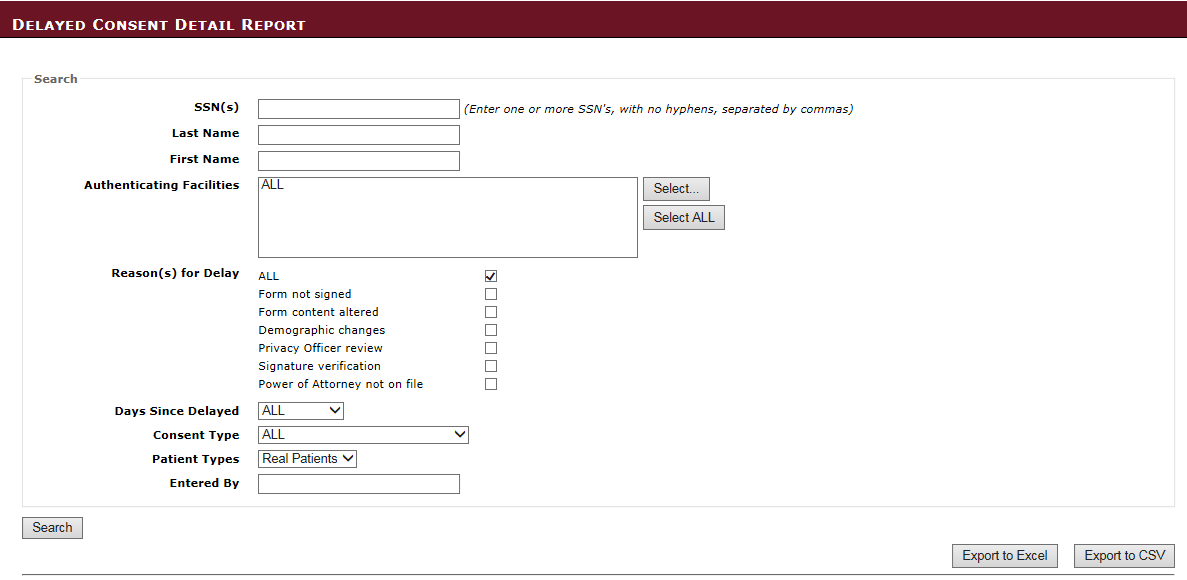 DELAYED CONSENT DETAIL REPORT
Search
SSN(s) (Enter one or more SSN's, with no hyphens, separated by commas)
Last Name
First Name
Authenticating Facilities ALL Select...
Select ALL
Reason(s) for Delay ALL
Form not signed
Form content altered
Demographic changes
Privacy Officer review
Signature verification
Power of Attorney not on file
Days Since Delayed ALL
Consent Type ALL
Patient Types Real Patients
Entered By
Search
Export to Excel Export to CSV